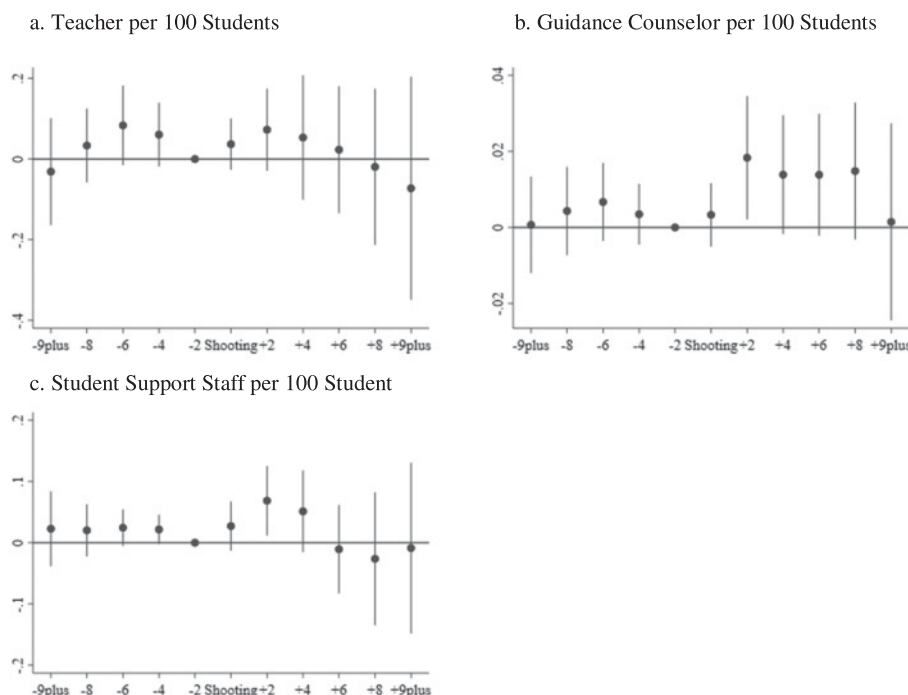 a. Teacher per 100 Students
.2
0
-.2
-.4
-9plus -8 -6 -4 -2 Shooting +2 +4 +6 +8 +9plus
b. Guidance Counselor per 100 Students
.04
.02
0
-.02
-9plus -8 -6 -4 -2 Shooting +2 +4 +6 +8 +9plus
c. Student Support Staff per 100 Student
.2
.1
0
-.1
-.2
-9plus -8 -6 -4 -2 Shooting +2 +4 +6 +8 +9plus